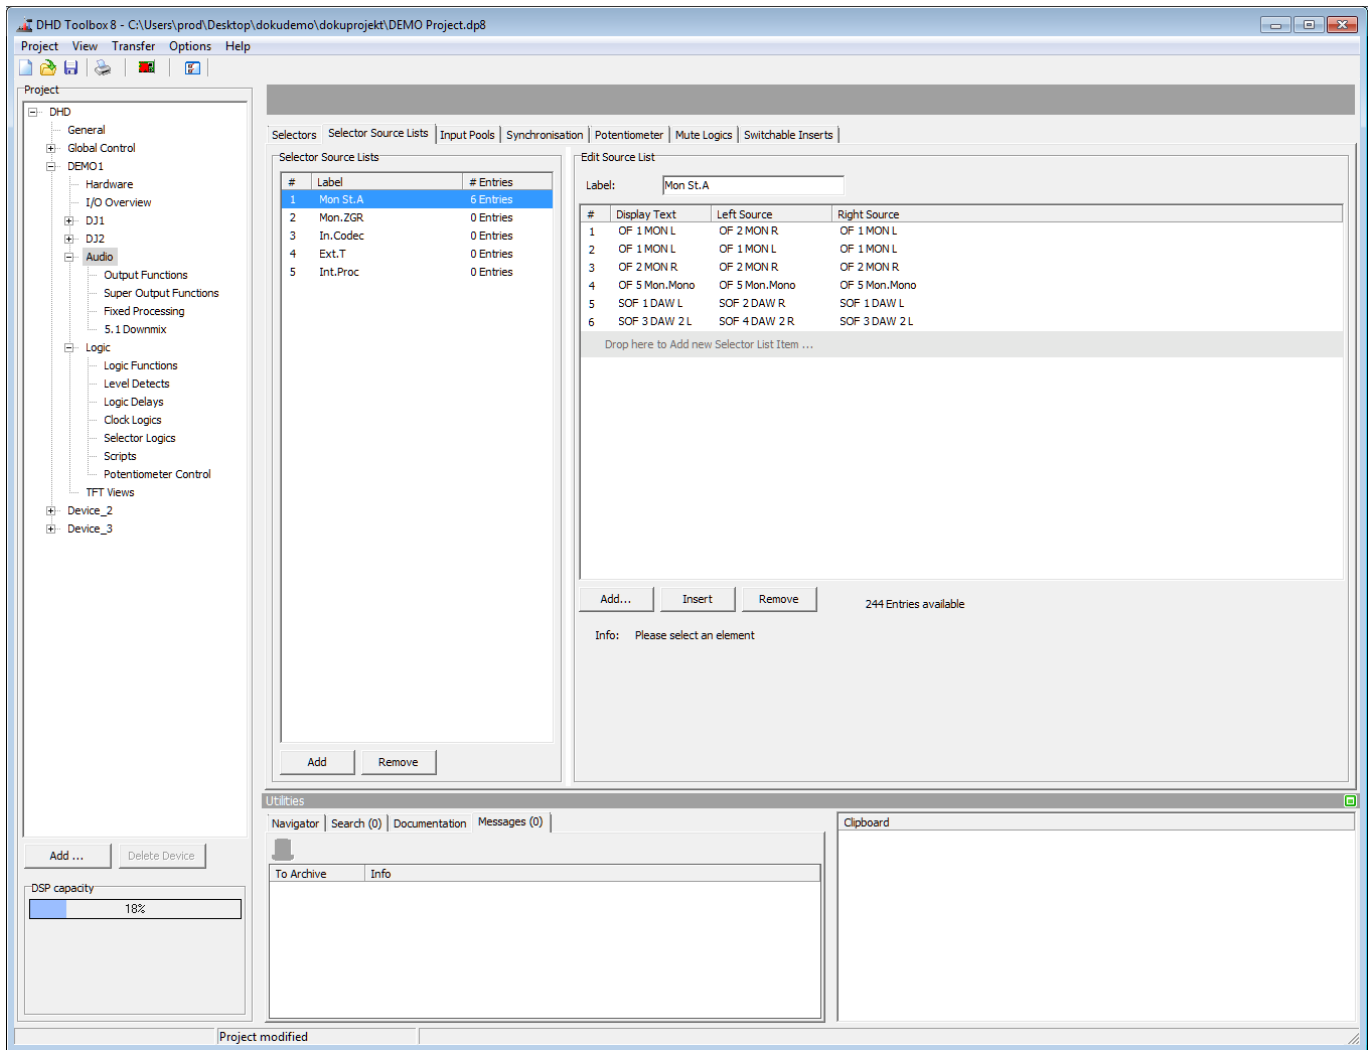 DHD Toolbox 8 - C:\Users\prod\Desktop\dokudemo\dokuprojekt\DEMO Project.dp8
Project View Transfer Options Help
Project
DHD
General
Global Control
DEMO1
Hardware
I/O Overview
DJ1
DJ2
Audio
Output Functions
Super Output Functions
Fixed Processing
5.1 Downmix
Logic
Logic Functions
Level Detects
Logic Delays
Clock Logics
Selector Logics
Scripts
Potentiometer Control
TFT Views
Device_2
Device_3
Add ...
Delete Device
DSP capacity
18%
Selectors Selector Source Lists Input Pools Synchronisation Potentiometer Mute Logics Switchable Inserts
Selector Source Lists
# Label # Entries
1 Mon St.A 6 Entries
2 Mon.ZGR 0 Entries
3 In.Codec 0 Entries
4 Ext.T 0 Entries
5 Int.Proc 0 Entries
Add
Remove
Edit Source List
Label: Mon St.A
# Display Text Left Source Right Source
1 OF 1 MON L OF 2 MON R OF 1 MON L
2 OF 1 MON L OF 1 MON L OF 1 MON L
3 OF 2 MON R OF 2 MON R OF 2 MON R
4 OF 5 Mon.Mono OF 5 Mon.Mono OF 5 Mon.Mono
5 SOF 1 DAW L SOF 2 DAW R SOF 1 DAW L
6 SOF 3 DAW 2 L SOF 4 DAW 2 R SOF 3 DAW 2 L
Drop here to Add new Selector List Item ...
Add... Insert Remove 244 Entries available
Info: Please select an element
Utilities
Navigator Search (0) Documentation Messages (0)
To Archive Info
Clipboard
Project modified